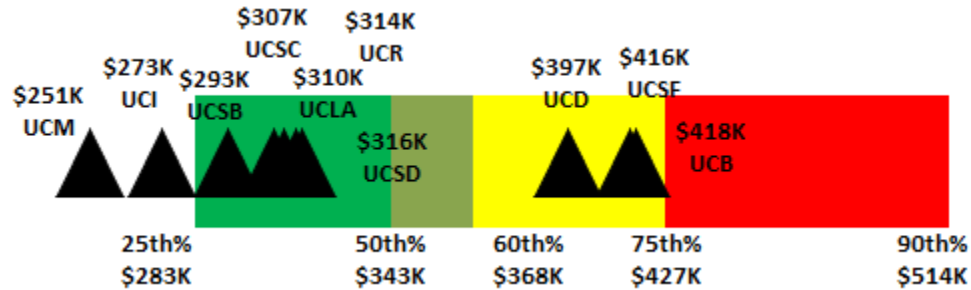 $307K
UCSC
$314K
UCR
$273K
UCI
$293K
UCSB
$310K
UCLA
$397K
UCD
$416K
UCSF
$251K
UCM
$316K
UCSD
$418K
UCB
25th%
$283K
50th%
$343K
60th%
$368K
75th%
$427K
90th%
$514K